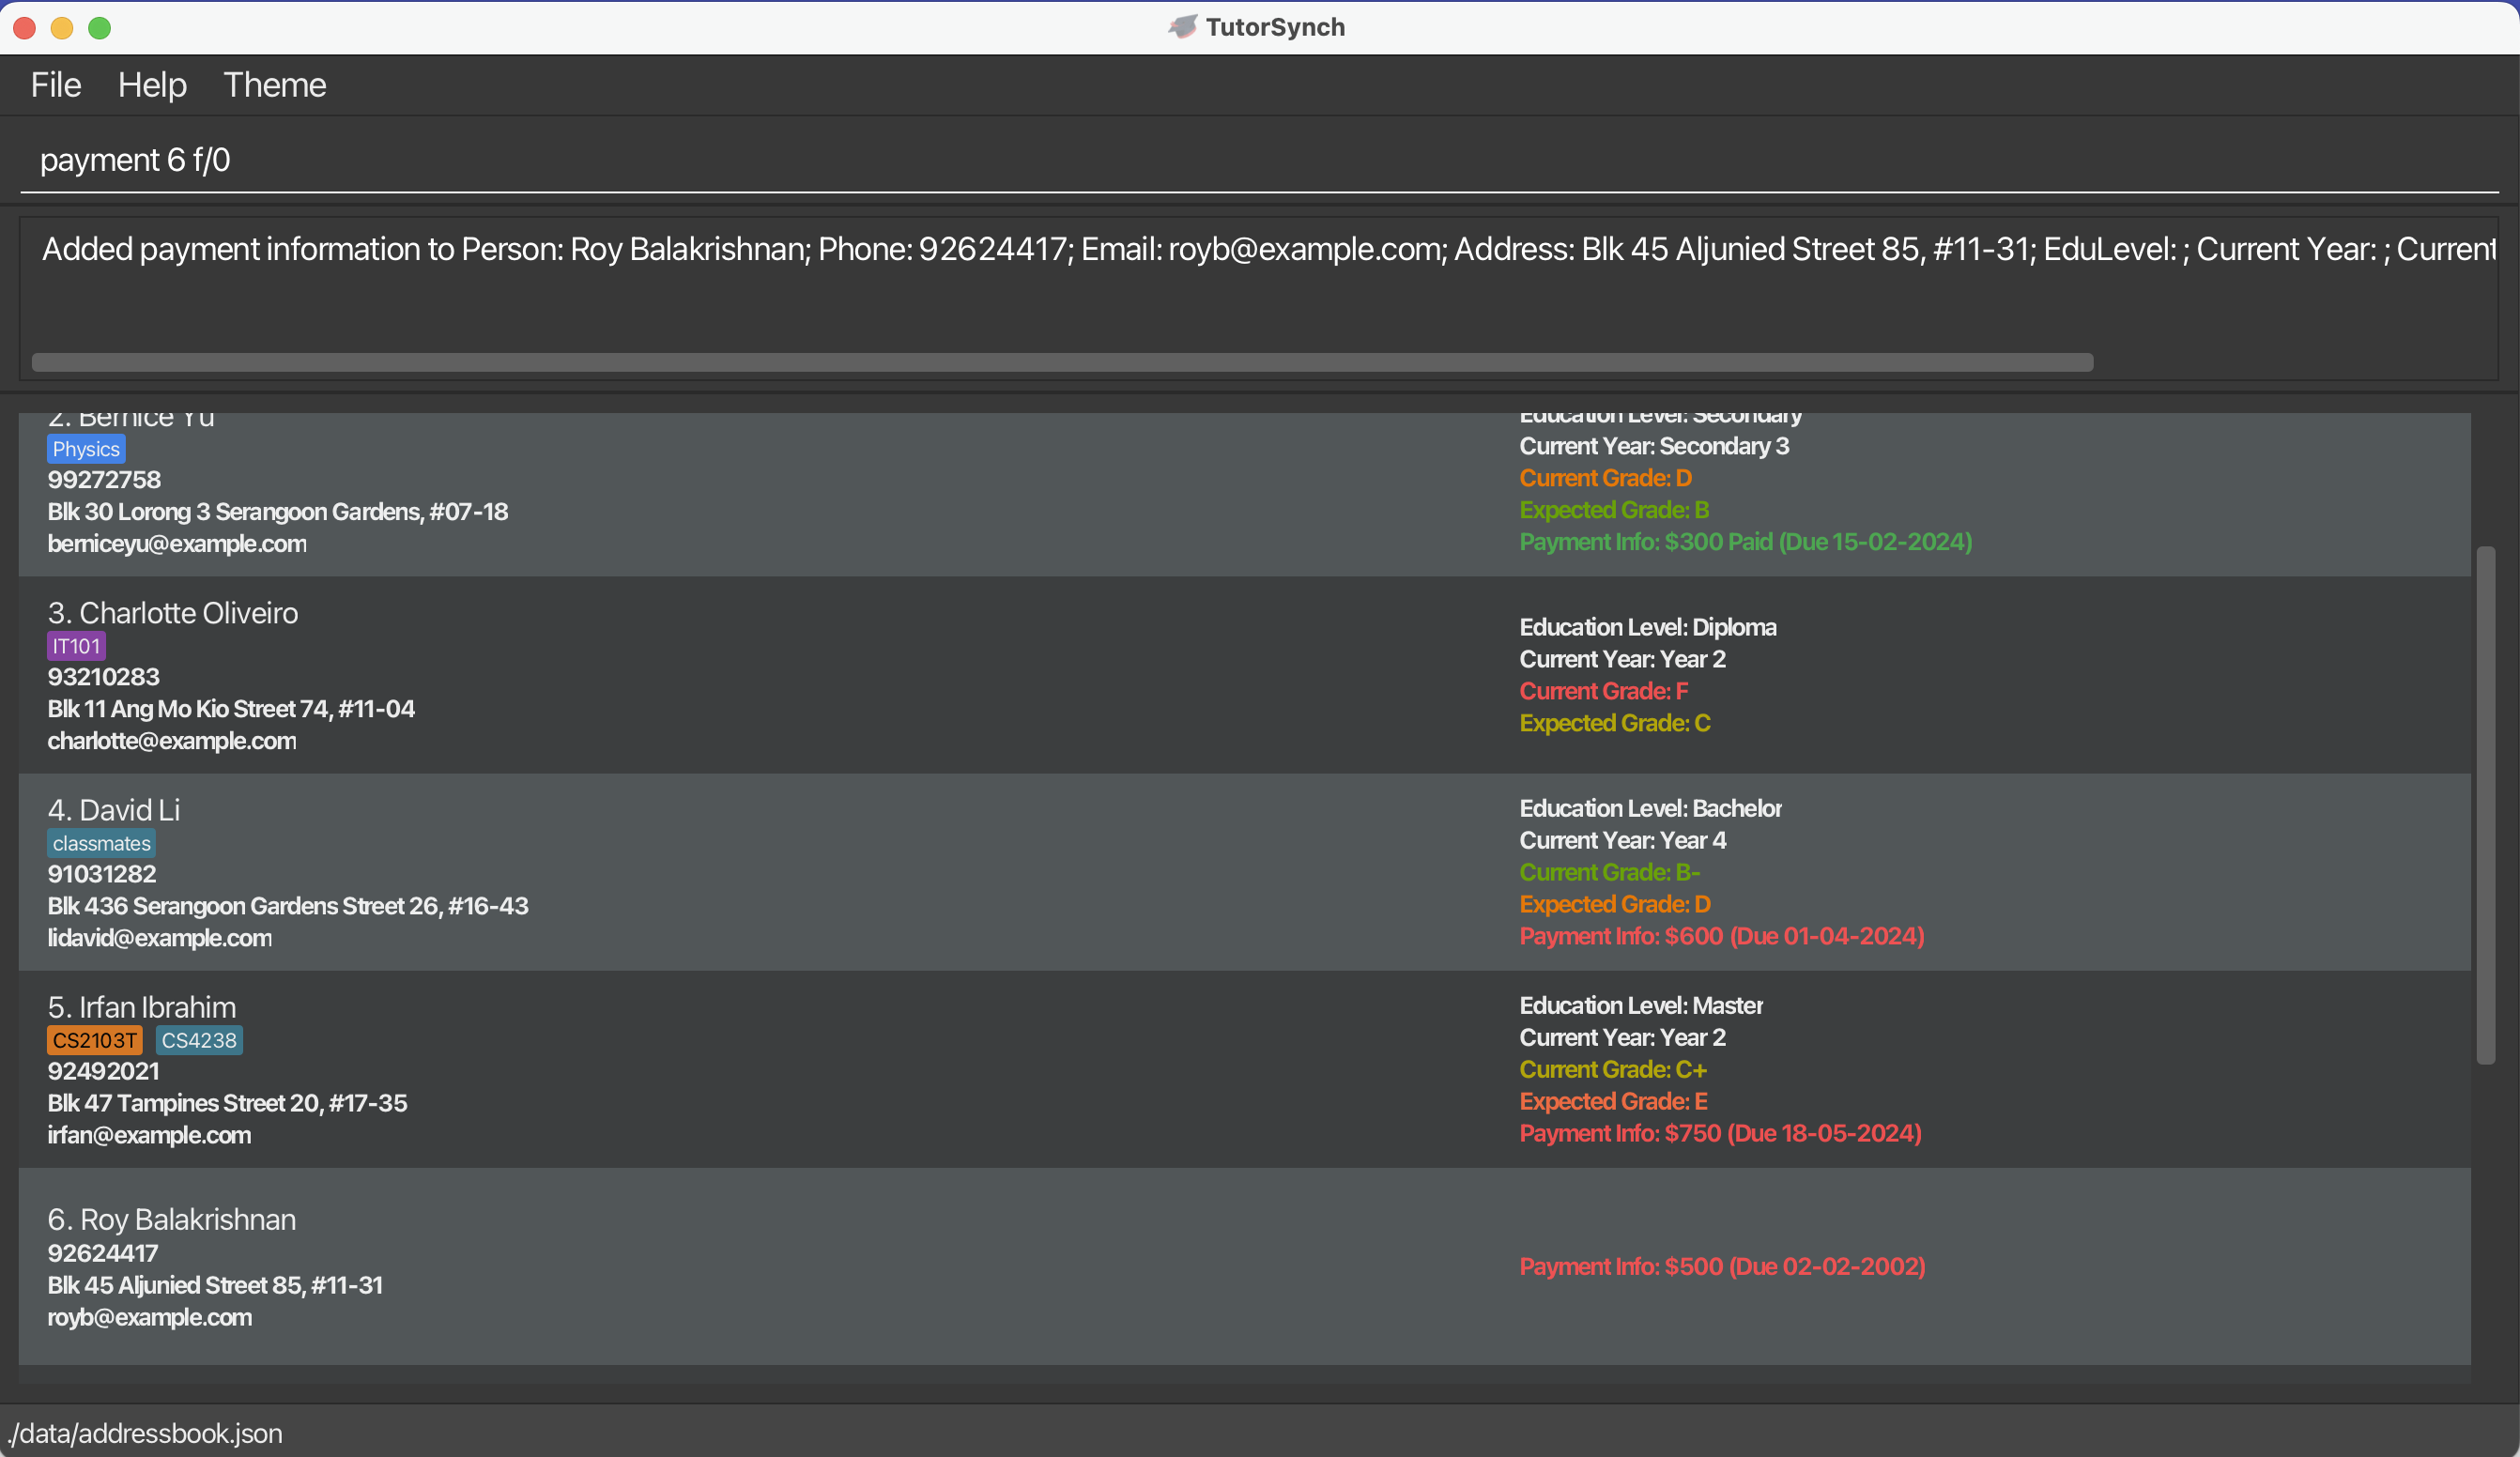 TutorSynch
File Help Theme
payment 6 f/0
Added payment information to Person: Roy Balakrishnan; Phone: 92624417; Email: royb@example.com; Address: Blk 45 Aljunied Street 85, #11-31; EduLevel: ; Current Year: ; Current
2. Bernice Yu
Physics
99272758
Blk 30 Lorong 3 Serangoon Gardens, #07-18
berniceyu@example.com
Education Level: Secondary
Current Year: Secondary 3
Current Grade: D
Expected Grade: B
Payment Info: $300 Paid (Due 15-02-2024)
3. Charlotte Oliveiro
IT101
93210283
Blk 11 Ang Mo Kio Street 74, #11-04
charlotte@example.com
Education Level: Diploma
Current Year: Year 2
Current Grade: F
Expected Grade: C
4. David Li
classmates
91031282
Blk 436 Serangoon Gardens Street 26, #16-43
lidavid@example.com
Education Level: Bachelor
Current Year: Year 4
Current Grade: B-
Expected Grade: D
Payment Info: $600 (Due 01-04-2024)
5. Irfan Ibrahim
CS2103T CS4238
92492021
Blk 47 Tampines Street 20, #17-35
irfan@example.com
Education Level: Master
Current Year: Year 2
Current Grade: C+
Expected Grade: E
Payment Info: $750 (Due 18-05-2024)
6. Roy Balakrishnan
92624417
Blk 45 Aljunied Street 85, #11-31
royb@example.com
Payment Info: $500 (Due 02-02-2002)
./data/addressbook.json